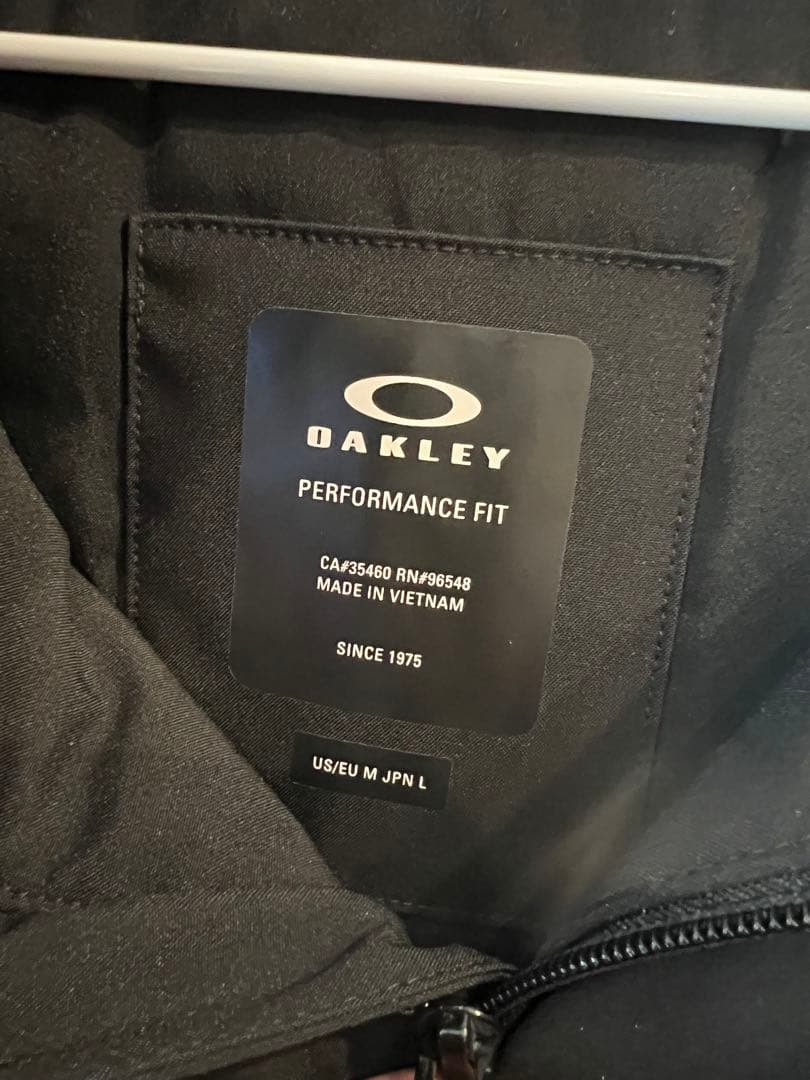 OAKLEY
PERFORMANCE FIT
CA#35460 RN#96548
MADE IN VIETNAM
SINCE 1975
US/EU M JPN L